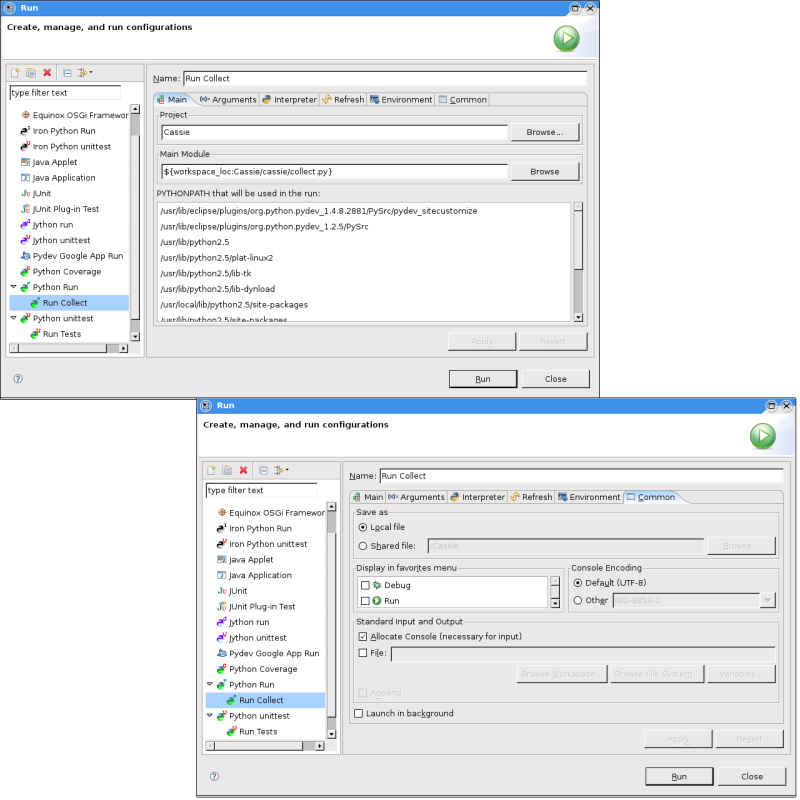 Run
Create, manage, and run configurations
type filter text
Equinox OSGi Framewor
Iron Python Run
Iron Python unittest
Java Applet
Java Application
JUnit
JUnit Plug-in Test
Jython run
Jython unittest
Pydev Google App Run
Python Coverage
Python Run
Run Collect
Python unittest
Run Tests
Name: Run Collect
Main Arguments Interpreter Refresh Environment Common
Project
Cassie Browse...
Main Module
${workspace_loc:Cassie/cassie/collect.py} Browse
PYTHONPATH that will be used in the run:
/usr/lib/eclipse/plugins/org.python.pydev_1.4.8.2881/PySrc/pydev_sitecustomize
/usr/lib/eclipse/plugins/org.python.pydev_1.2.5/PySrc
/usr/lib/python2.5
/usr/lib/python2.5/plat-linux2
/usr/lib/python2.5/lib-tk
/usr/lib/python2.5/lib-dynload
/usr/local/lib/python2.5/site-packages
/usr/lib/python2.5/site-packages
Apply Revert
Run Close
Run
Create, manage, and run configurations
type filter text
Equinox OSGi Framewor
Iron Python Run
Iron Python unittest
Java Applet
Java Application
JUnit
JUnit Plug-in Test
Jython run
Jython unittest
Pydev Google App Run
Python Coverage
Python Run
Run Collect
Python unittest
Run Tests
Name: Run Collect
Main Arguments Interpreter Refresh Environment Common
Save as
Local file
Shared file: \Cassie Browse...
Display in favorites menu
Debug
Run
Console Encoding
Default (UTF-8)
Other ISO-8859-1
Standard Input and Output
Allocate Console (necessary for input)
File:
Browse Workspace... Browse File System... Variables...
Append
Launch in background
Apply Revert
Run Close